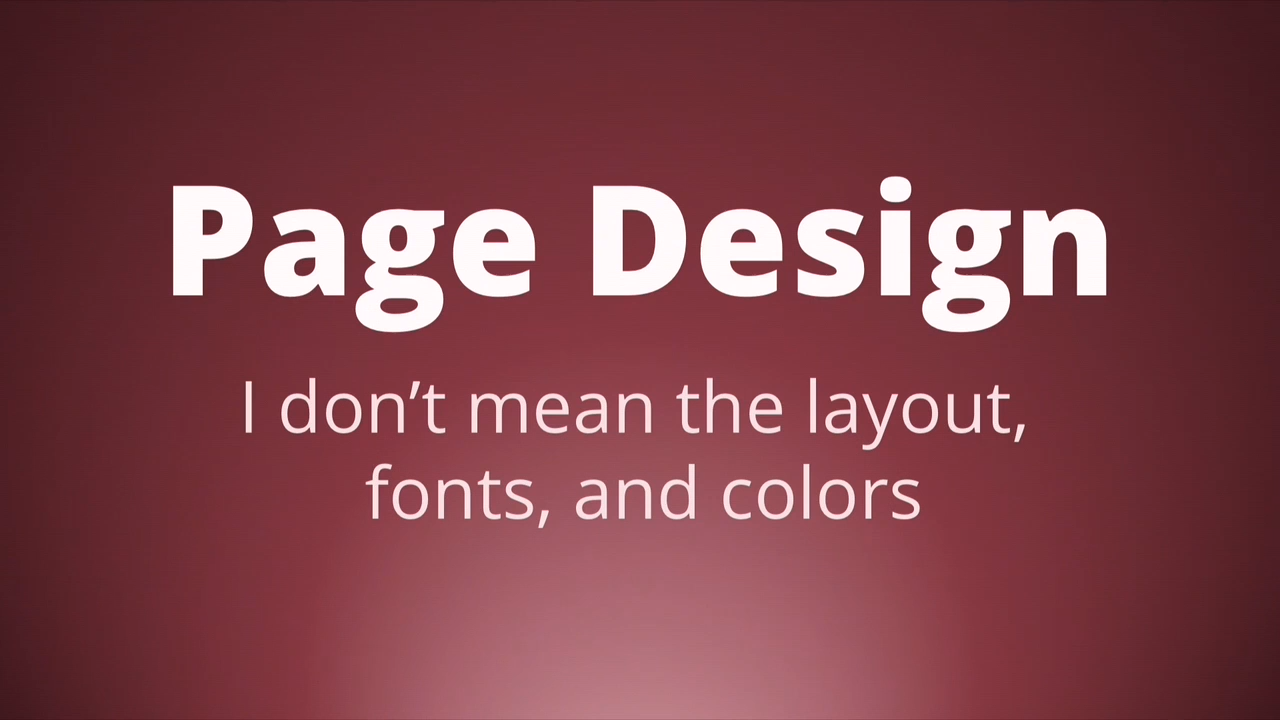 Page Design
I don’t mean the layout,
fonts, and colors